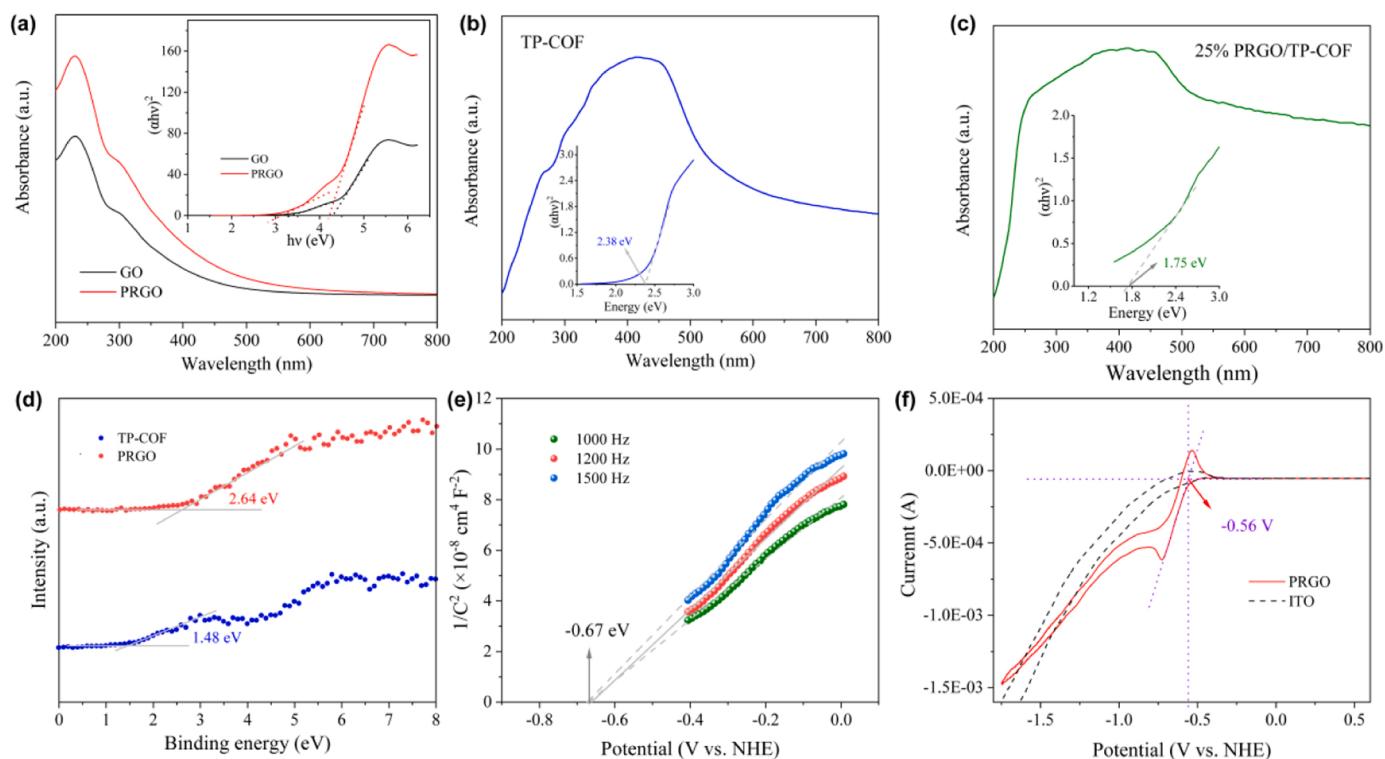 (a)
Absorbance (a.u.)
GO
PRGO
200 300 400 500 600 700 800
Wavelength (nm)
(αhν)²
160
120
80
40
0
GO
PRGO
1 2 3 4 5 6
hν (eV)
(b)
TP-COF
Absorbance (a.u.)
(αhν)²
3.0
2.4
1.8
1.2
0.6
0.0
2.38 eV
1.5 2.0 2.5 3.0
Energy (eV)
200 300 400 500 600 700 800
Wavelength (nm)
(c)
25% PRGO/TP-COF
Absorbance (a.u.)
(αhν)²
2.0
1.5
1.0
0.5
0.0
1.75 eV
1.2 1.8 2.4 3.0
Energy (eV)
200 300 400 500 600 700 800
Wavelength (nm)
(d)
TP-COF
PRGO
2.64 eV
1.48 eV
Intensity (a.u.)
0 1 2 3 4 5 6 7 8
Binding energy (eV)
(e)
1000 Hz
1200 Hz
1500 Hz
1/C² (×10⁻⁸ cm⁴ F⁻²)
12
10
8
6
4
2
0
-0.67 eV
-0.8 -0.6 -0.4 -0.2 0.0
Potential (V vs. NHE)
(f)
Currennt (A)
5.0E-04
0.0E+00
-5.0E-04
-1.0E-03
-1.5E-03
-0.56 V
PRGO
ITO
-1.5 -1.0 -0.5 0.0 0.5
Potential (V vs. NHE)